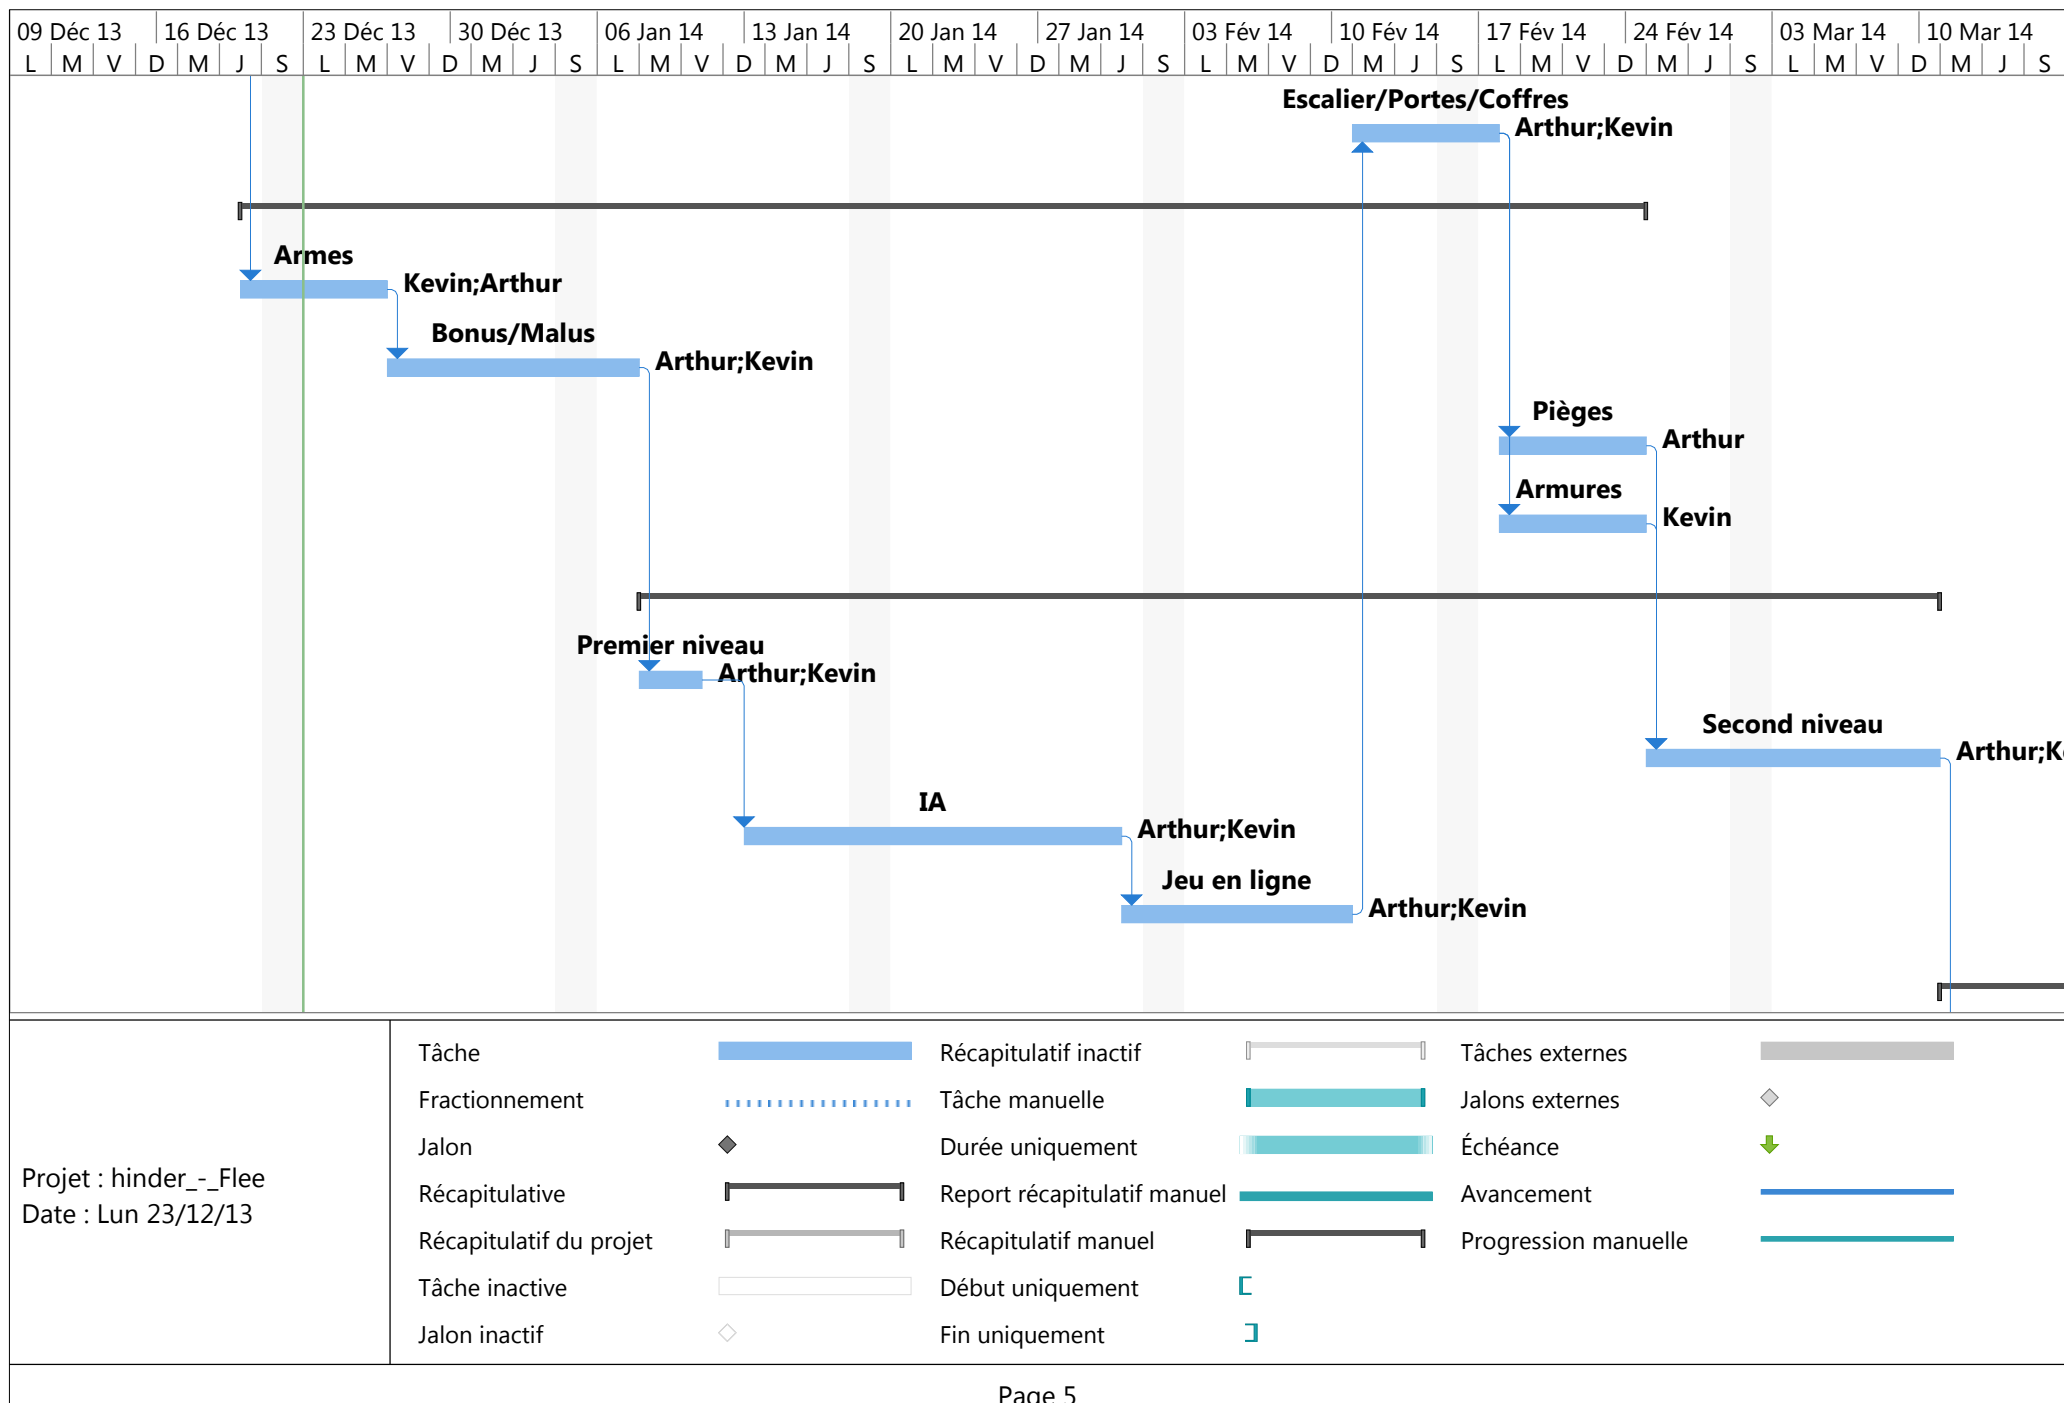 09 Déc 13 16 Déc 13 23 Déc 13 30 Déc 13 06 Jan 14 13 Jan 14 20 Jan 14 27 Jan 14 03 Fév 14 10 Fév 14 17 Fév 14 24 Fév 14 03 Mar 14 10 Mar 14
L M V D M J S L M V D M J S L M V D M J S L M V D M J S L M V D M J S L M V D M J S L M V D M J S
Escalier/Portes/Coffres
Arthur;Kevin
Armes
Kevin;Arthur
Bonus/Malus
Arthur;Kevin
Pièges
Arthur
Armures
Kevin
Premier niveau
Arthur;Kevin
Second niveau
Arthur;Ke
IA
Arthur;Kevin
Jeu en ligne
Arthur;Kevin
Projet : hinder_-_Flee
Date : Lun 23/12/13
Tâche
Fractionnement
Jalon
Récapitulative
Récapitulatif du projet
Tâche inactive
Jalon inactif
Récapitulatif inactif
Tâche manuelle
Durée uniquement
Report récapitulatif manuel
Récapitulatif manuel
Début uniquement
Fin uniquement
Tâches externes
Jalons externes
Échéance
Avancement
Progression manuelle
Page 5